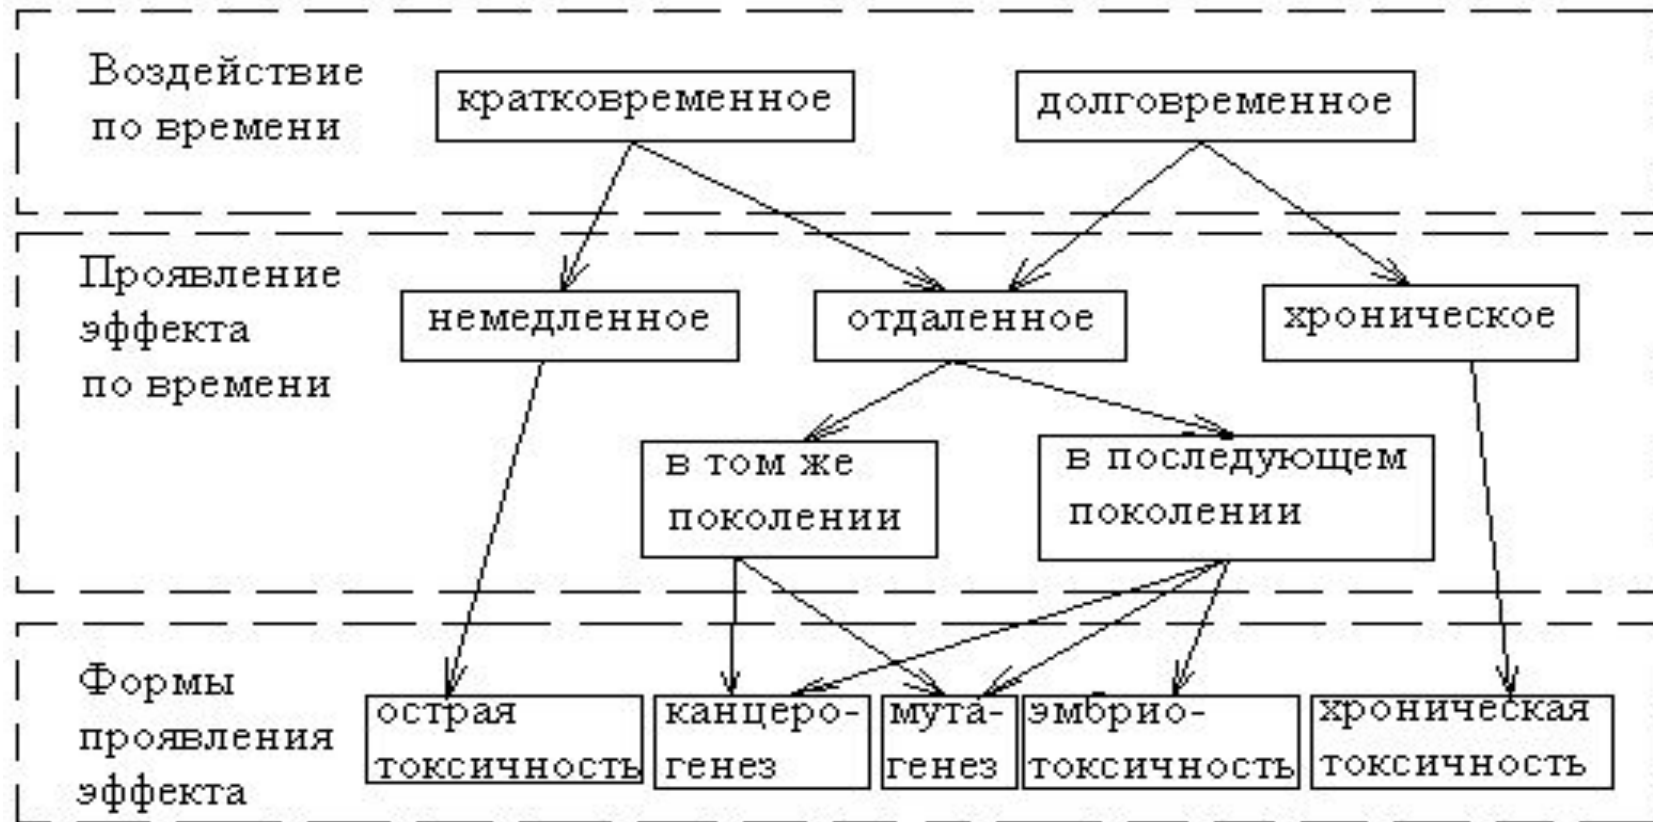 Воздействие
по времени
кратковременное
долговременное
Проявление
эффекта
по времени
немедленное
отдаленное
хроническое
в том же
поколении
в последующем
поколении
Формы
проявления
эффекта
острая
токсичность
канцеро-
генез
мута-
генез
эмбрио-
токсичность
хроническая
токсичность